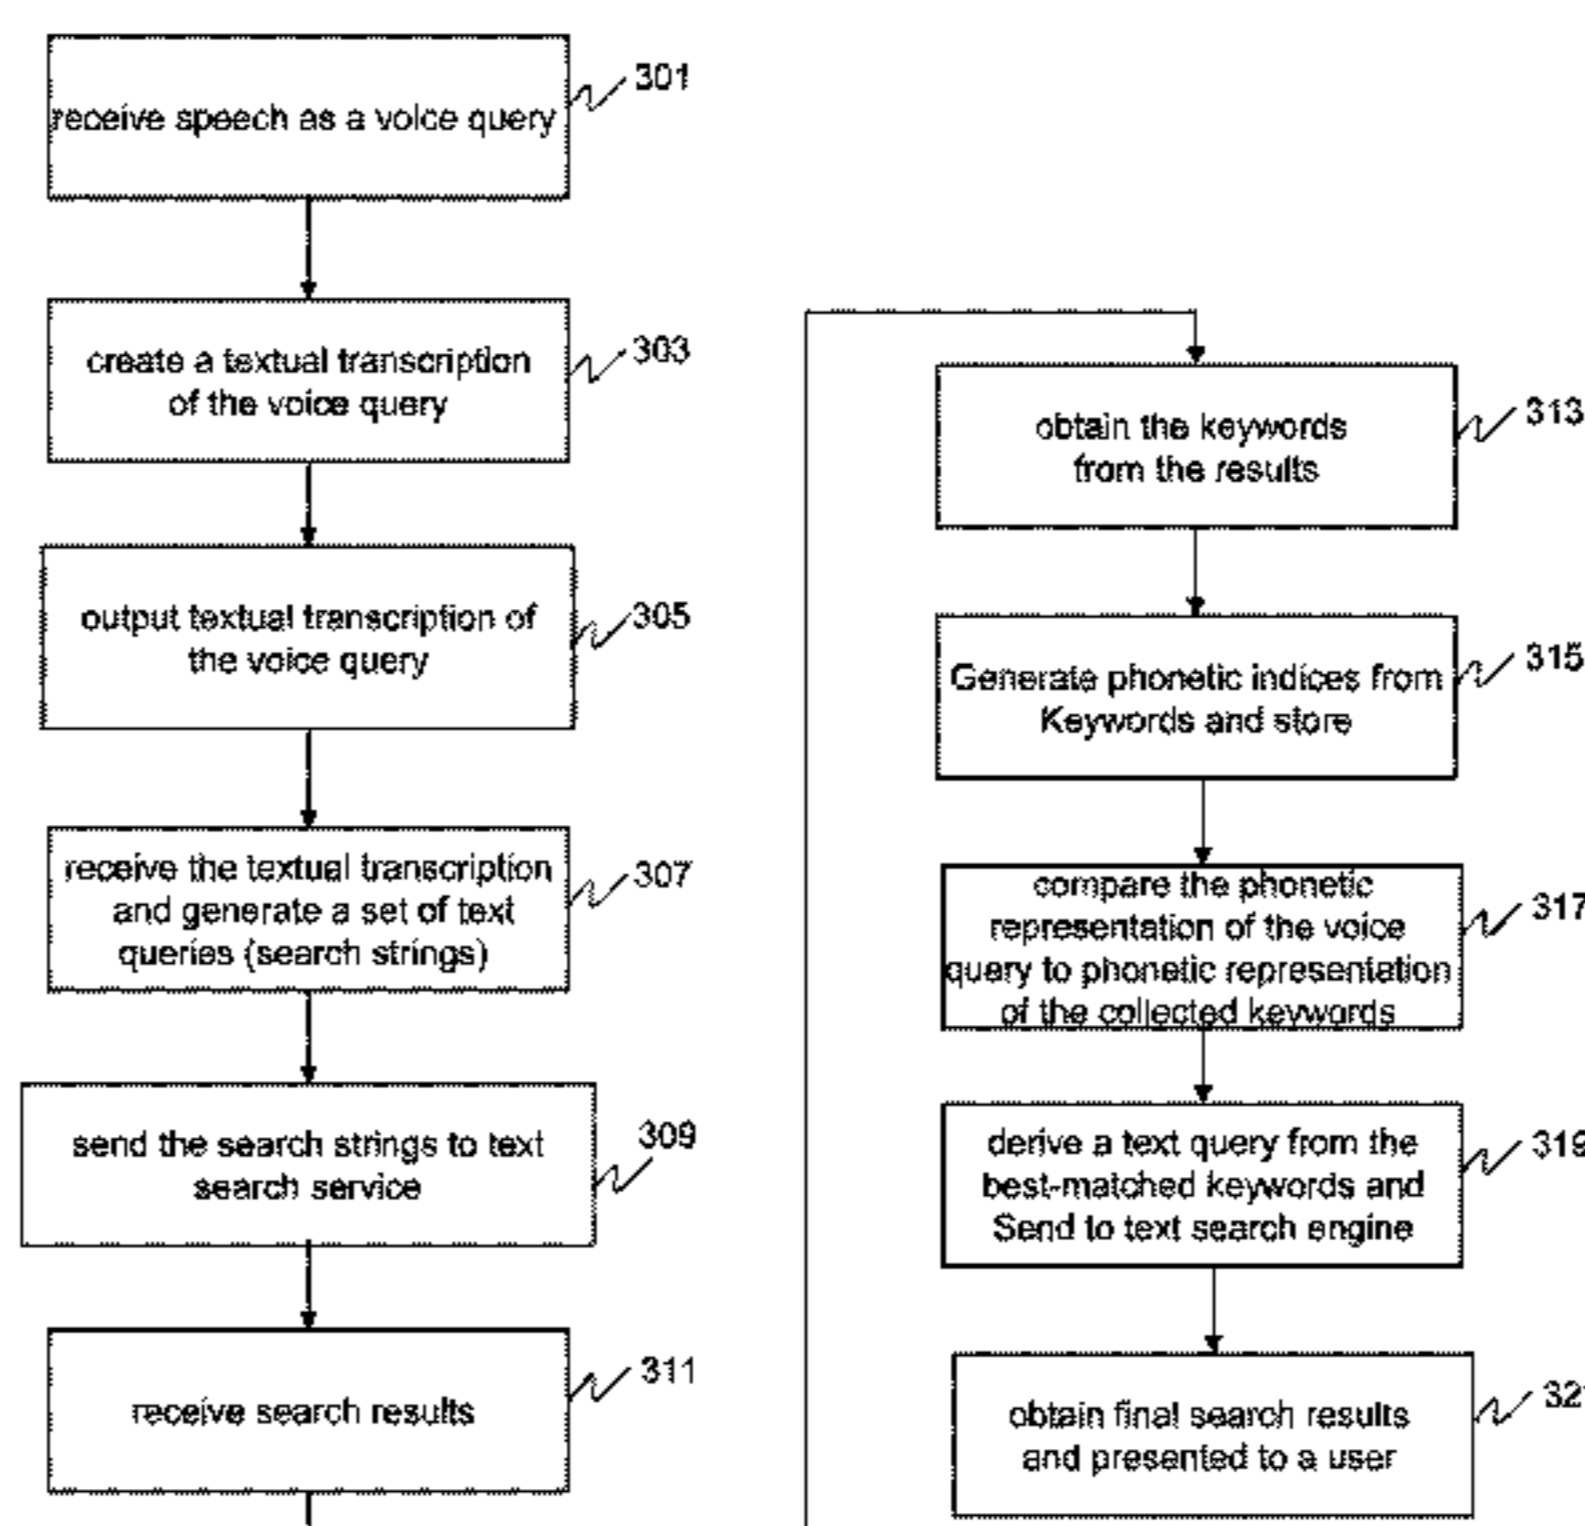 receive speech as a voice query
301
create a textual transcription
of the voice query
303
output textual transcription of
the voice query
305
receive the textual transcription
and generate a set of text
queries (search strings)
307
send the search strings to text
search service
309
receive search results
311
obtain the keywords
from the results
313
Generate phonetic indices from
Keywords and store
315
compare the phonetic
representation of the voice
query to phonetic representation
of the collected keywords
317
derive a text query from the
best-matched keywords and
Send to text search engine
319
obtain final search results
and presented to a user